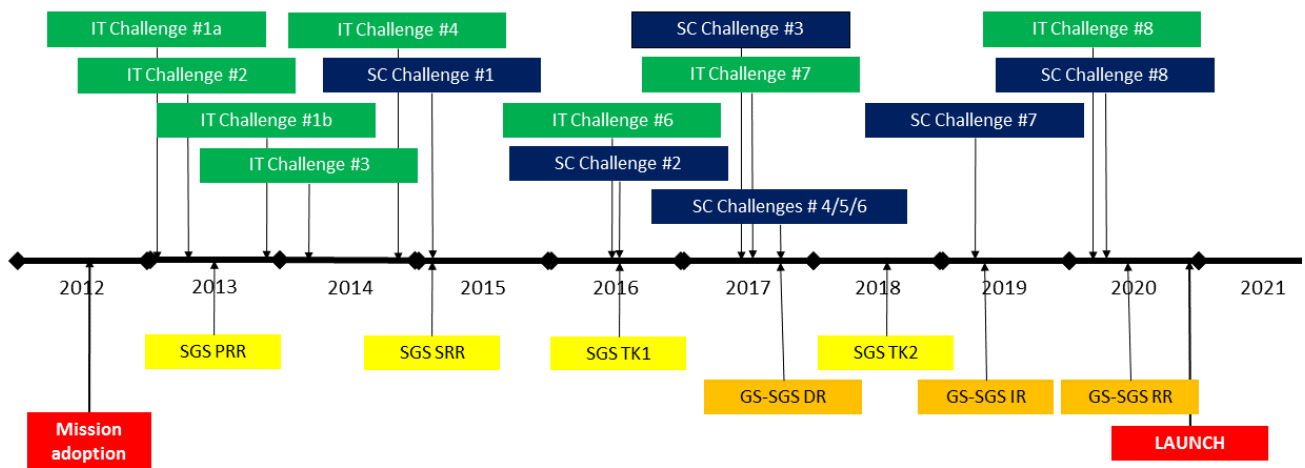 IT Challenge #1a
IT Challenge #4
SC Challenge #3
IT Challenge #8
IT Challenge #2
SC Challenge #1
IT Challenge #7
SC Challenge #8
IT Challenge #1b
IT Challenge #6
SC Challenge #7
IT Challenge #3
SC Challenge #2
SC Challenges # 4/5/6
2012
2013
2014
2015
2016
2017
2018
2019
2020
2021
SGS PRR
SGS SRR
SGS TK1
SGS TK2
GS-SGS DR
GS-SGS IR
GS-SGS RR
Mission
adoption
LAUNCH